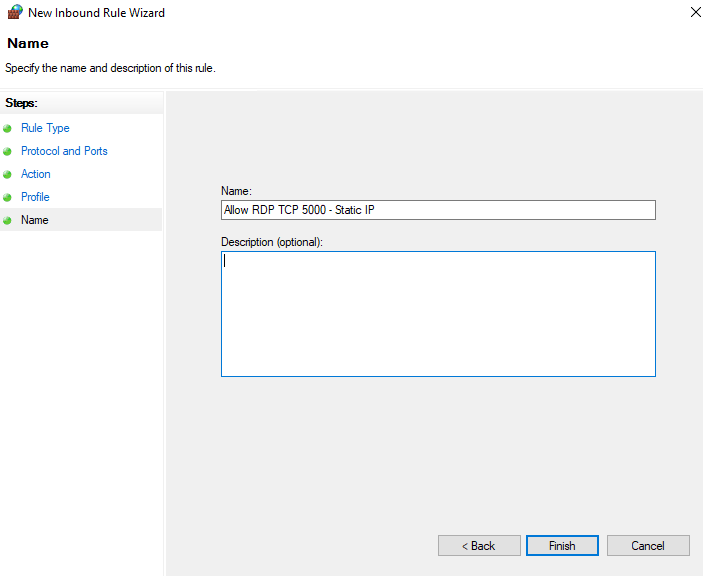 New Inbound Rule Wizard
Name
Specify the name and description of this rule.
Steps:
Rule Type
Protocol and Ports
Action
Profile
Name
Name:
Allow RDP TCP 5000 - Static IP
Description (optional):
< Back
Finish
Cancel